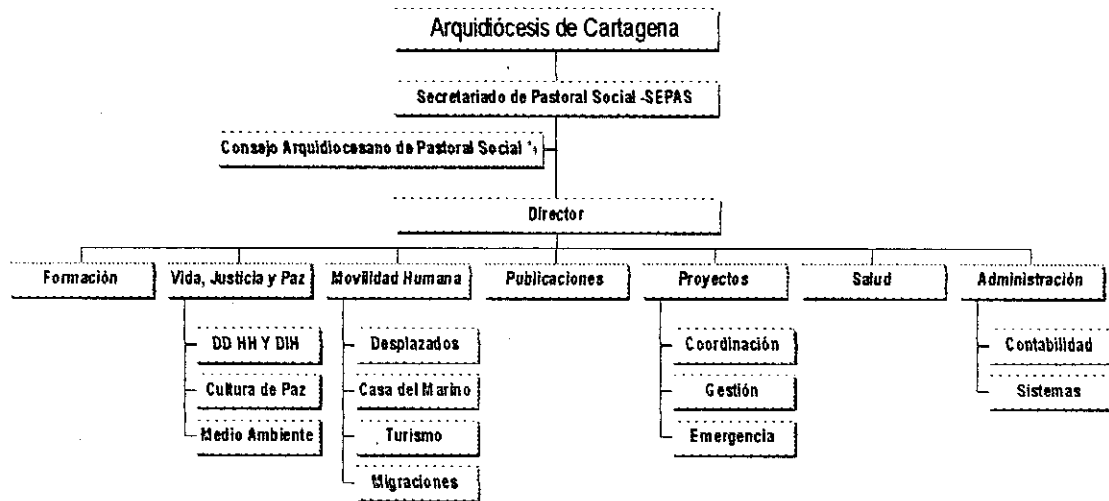 Arquidiócesis de Cartagena
Secretariado de Pastoral Social -SEPAS
Consejo Arquidiocesano de Pastoral Social
Director
Formación
Vida, Justicia y Paz
Movilidad Humana
Publicaciones
Proyectos
Salud
Administración
DD HH Y DIH
Desplazados
Coordinación
Contabilidad
Cultura de Paz
Casa del Marino
Gestión
Sistemas
Medio Ambiente
Turismo
Emergencia
Migraciones